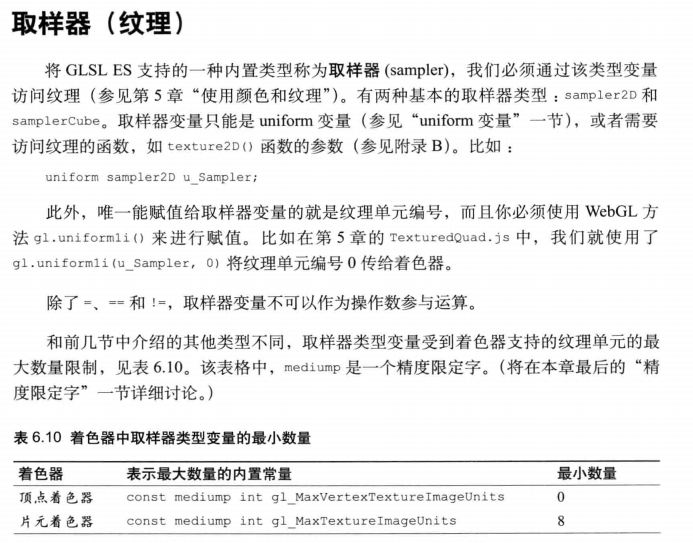 取样器（纹理）
将 GLSL ES 支持的一种内置类型称为取样器 (sampler)，我们必须通过该类型变量
访问纹理（参见第 5 章“使用颜色和纹理”）。有两种基本的取样器类型：sampler2D 和
samplerCube。取样器变量只能是 uniform 变量（参见“uniform 变量”一节），或者需要
访问纹理的函数，如 texture2D() 函数的参数（参见附录 B）。比如：
uniform sampler2D u_Sampler;
此外，唯一能赋值给取样器变量的就是纹理单元编号，而且你必须使用 WebGL 方
法 gl.uniform1i() 来进行赋值。比如在第 5 章的 TexturedQuad.js 中，我们就使用了
gl.uniform1i(u_Sampler, 0) 将纹理单元编号 0 传给着色器。
除了 =、== 和 !=，取样器变量不可以作为操作数参与运算。
和前几节中介绍的其他类型不同，取样器类型变量受到着色器支持的纹理单元的最
大数量限制，见表 6.10。该表格中，mediump 是一个精度限定字。（将在本章最后的“精
度限定字”一节详细讨论。）
表 6.10 着色器中取样器类型变量的最小数量
着色器 表示最大数量的内置常量 最小数量
顶点着色器 const mediump int gl_MaxVertexTextureImageUnits 0
片元着色器 const mediump int gl_MaxTextureImageUnits 8